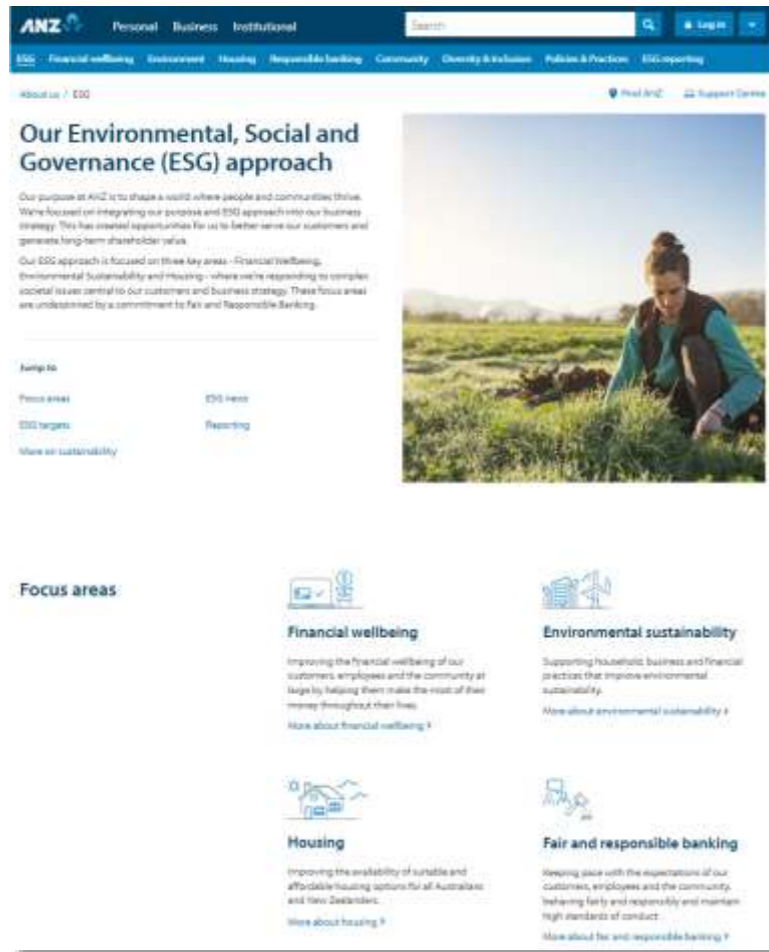 ANZ
Personal Business Institutional
Search
Log in
ESG Financial wellbeing Environment Housing Responsible banking Community Diversity & Inclusion Policies & Practices ESG reporting
About us / ESG
Find ANZ Support Centre
Our Environmental, Social and
Governance (ESG) approach
Our purpose at ANZ is to shape a world where people and communities thrive.
We're focused on integrating our purpose and ESG approach into our business
strategy. This has created opportunities for us to better serve our customers and
generate long-term shareholder value.
Our ESG approach is focused on three key areas - Financial Wellbeing,
Environmental Sustainability and Housing - where we're responding to complex
societal issues central to our customers and business strategy. These focus areas
are underpinned by a commitment to Fair and Responsible Banking.
Jump to
Focus areas
ESG news
ESG targets
Reporting
More on sustainability
Focus areas
Financial wellbeing
Improving the financial wellbeing of our
customers, employees and the community at
large by helping them make the most of their
money throughout their lives.
More about financial wellbeing
Environmental sustainability
Supporting household, business and financial
practices that improve environmental
sustainability.
More about environmental sustainability
Housing
Improving the availability of suitable and
affordable housing options for all Australians
and New Zealanders.
More about housing
Fair and responsible banking
Keeping pace with the expectations of our
customers, employees and the community,
behaving fairly and responsibly and maintain
high standards of conduct.
More about fair and responsible banking